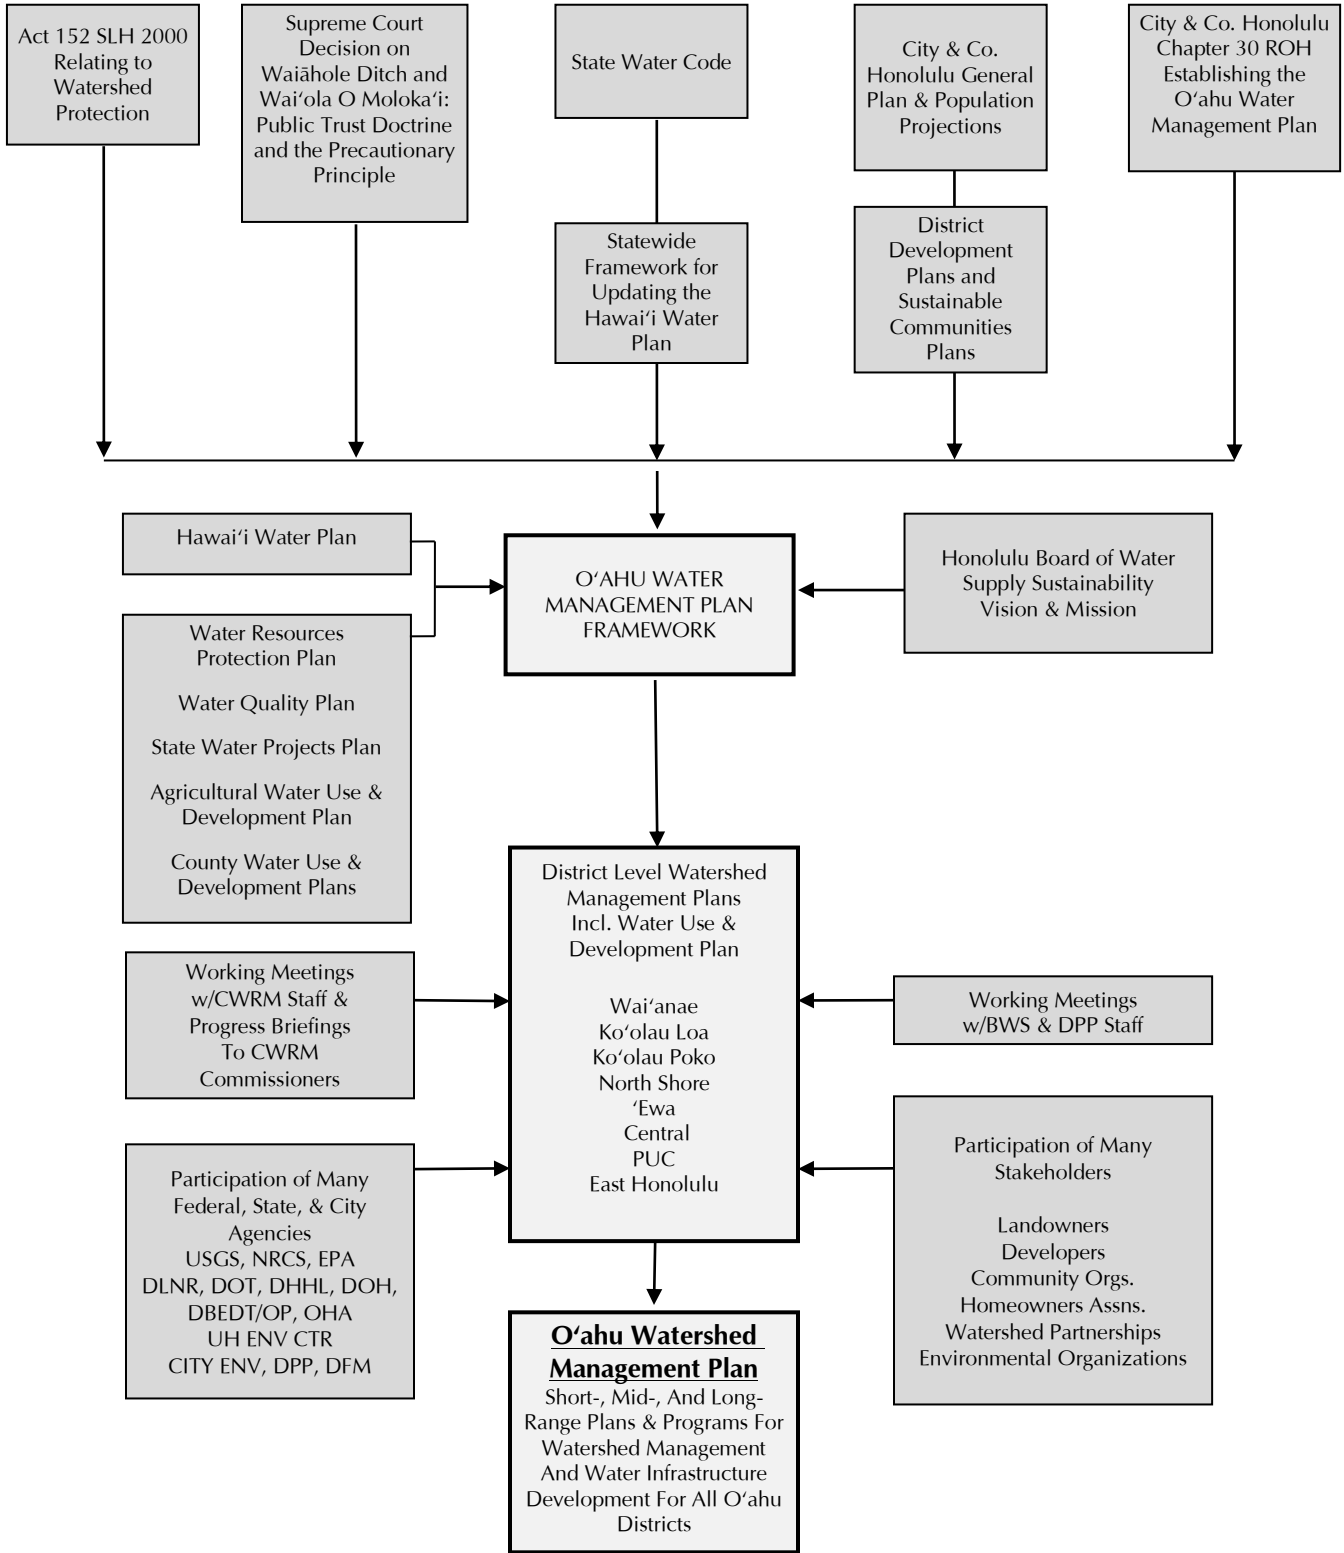 Act 152 SLH 2000
Relating to
Watershed
Protection
Supreme Court
Decision on
Waiāhole Ditch and
Wai‘ola O Moloka‘i:
Public Trust Doctrine
and the Precautionary
Principle
State Water Code
City & Co.
Honolulu General
Plan & Population
Projections
City & Co. Honolulu
Chapter 30 ROH
Establishing the
O‘ahu Water
Management Plan
Statewide
Framework for
Updating the
Hawai‘i Water
Plan
District
Development
Plans and
Sustainable
Communities
Plans
Hawai‘i Water Plan
O‘AHU WATER
MANAGEMENT PLAN
FRAMEWORK
Honolulu Board of Water
Supply Sustainability
Vision & Mission
Water Resources
Protection Plan
Water Quality Plan
State Water Projects Plan
Agricultural Water Use &
Development Plan
County Water Use &
Development Plans
District Level Watershed
Management Plans
Incl. Water Use &
Development Plan
Wai‘anae
Ko‘olau Loa
Ko‘olau Poko
North Shore
‘Ewa
Central
PUC
East Honolulu
Working Meetings
w/CWRM Staff &
Progress Briefings
To CWRM
Commissioners
Working Meetings
w/BWS & DPP Staff
Participation of Many
Federal, State, & City
Agencies
USGS, NRCS, EPA
DLNR, DOT, DHHL, DOH,
DBEDT/OP, OHA
UH ENV CTR
CITY ENV, DPP, DFM
Participation of Many
Stakeholders
Landowners
Developers
Community Orgs.
Homeowners Assns.
Watershed Partnerships
Environmental Organizations
O‘ahu Watershed
Management Plan
Short-, Mid-, And Long-
Range Plans & Programs For
Watershed Management
And Water Infrastructure
Development For All O‘ahu
Districts